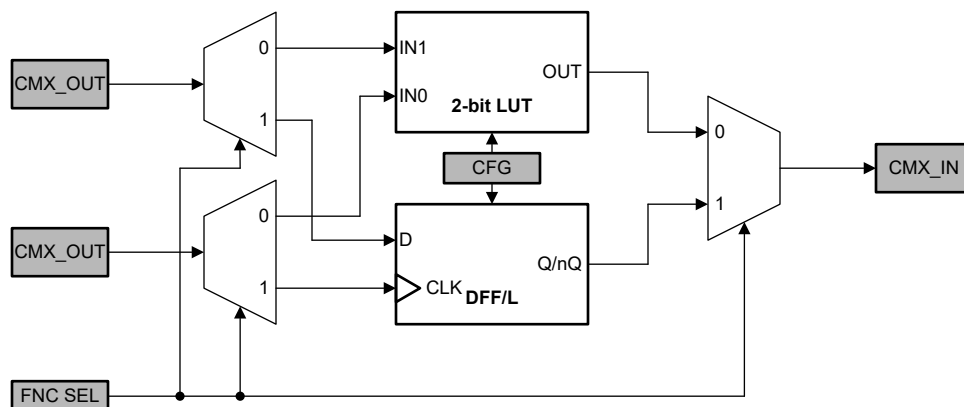 0
IN1
CMX_OUT
OUT
IN0
2-bit LUT
1
0
CFG
CMX_IN
0
1
D
CMX_OUT
Q/nQ
1
CLK
DFF/L
FNC SEL